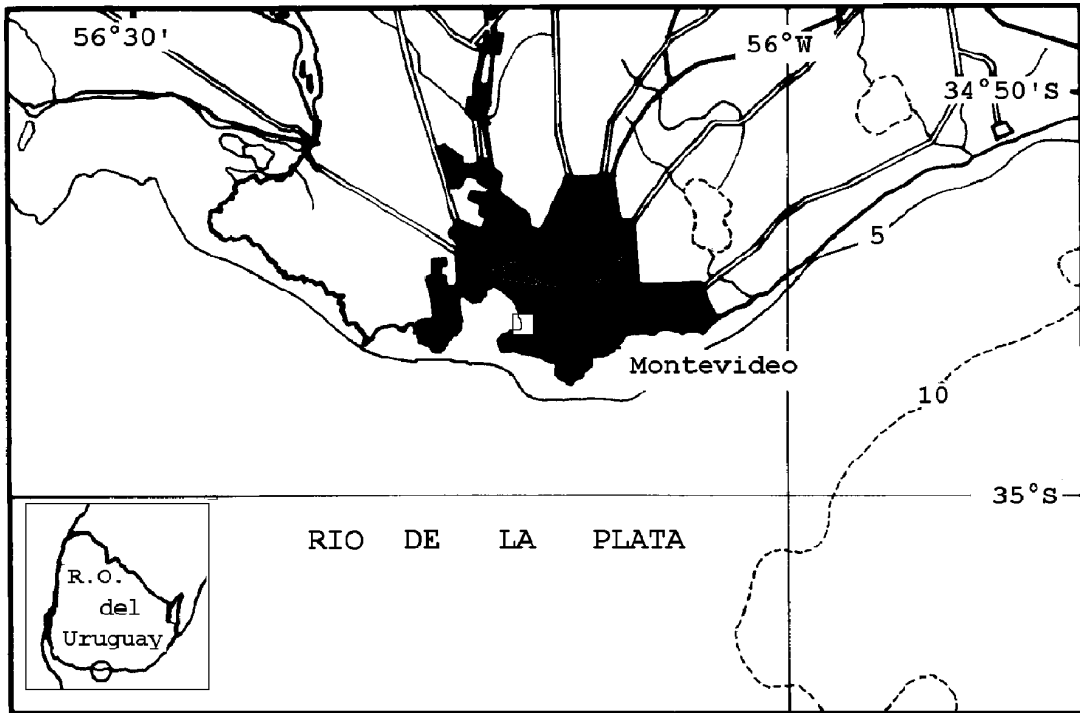 56°30'
56°W
34°50'S
5
Montevideo
10
35°S
RIO DE LA PLATA
R.O.
del
Uruguay